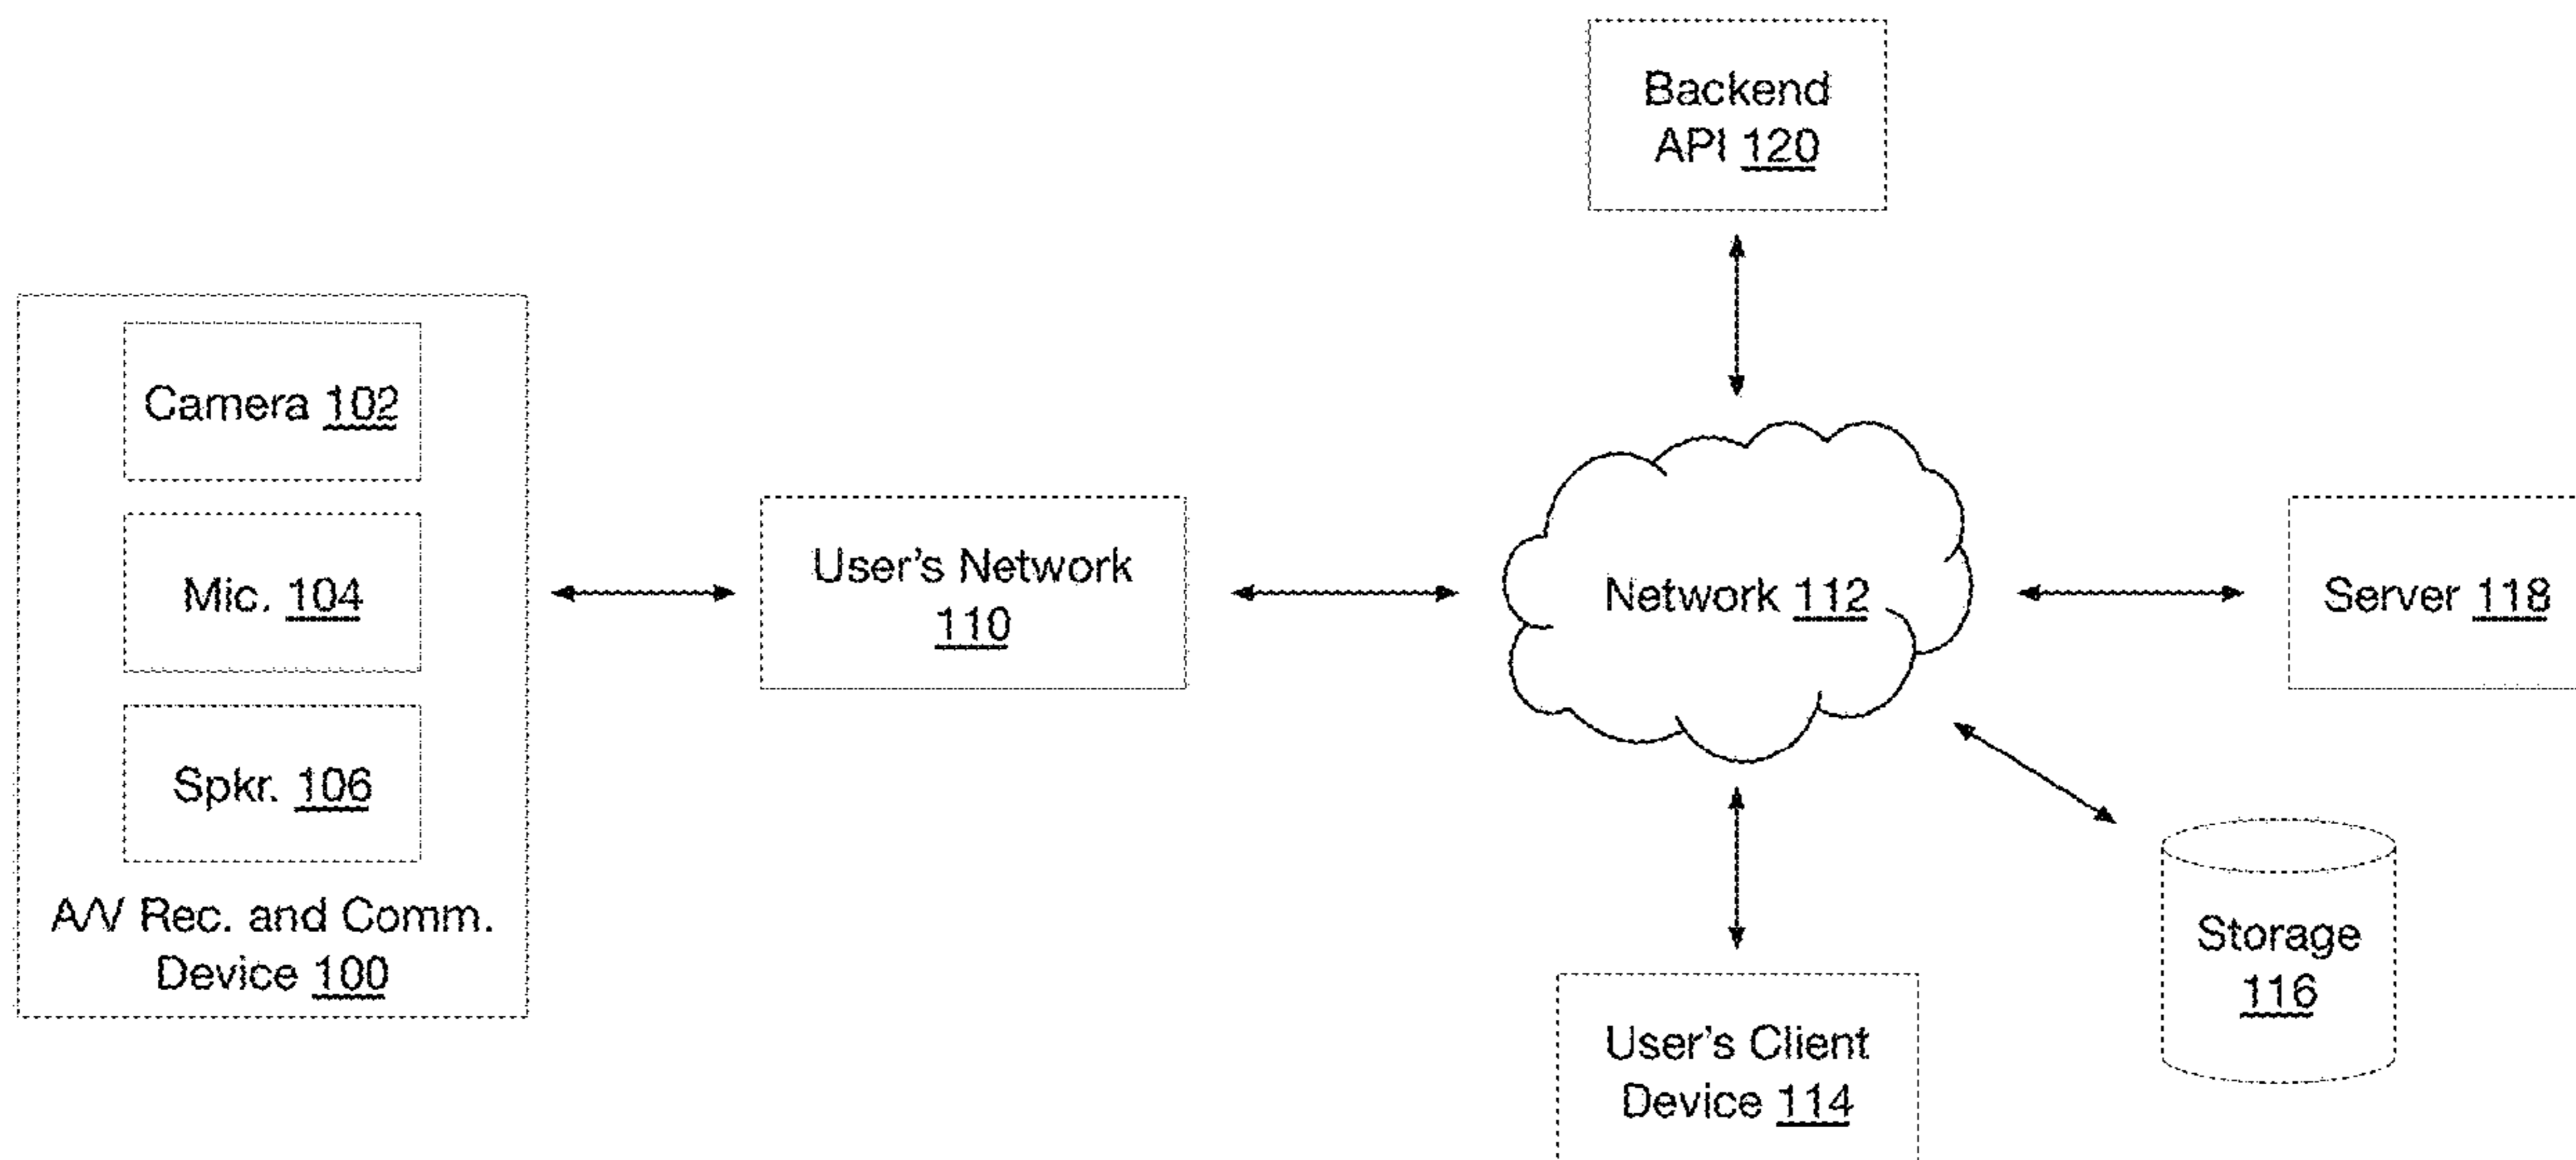 Backend
API 120
Camera 102
Mic. 104
Spkr. 106
A/V Rec. and Comm.
Device 100
User's Network
110
Network 112
Server 118
Storage
116
User's Client
Device 114